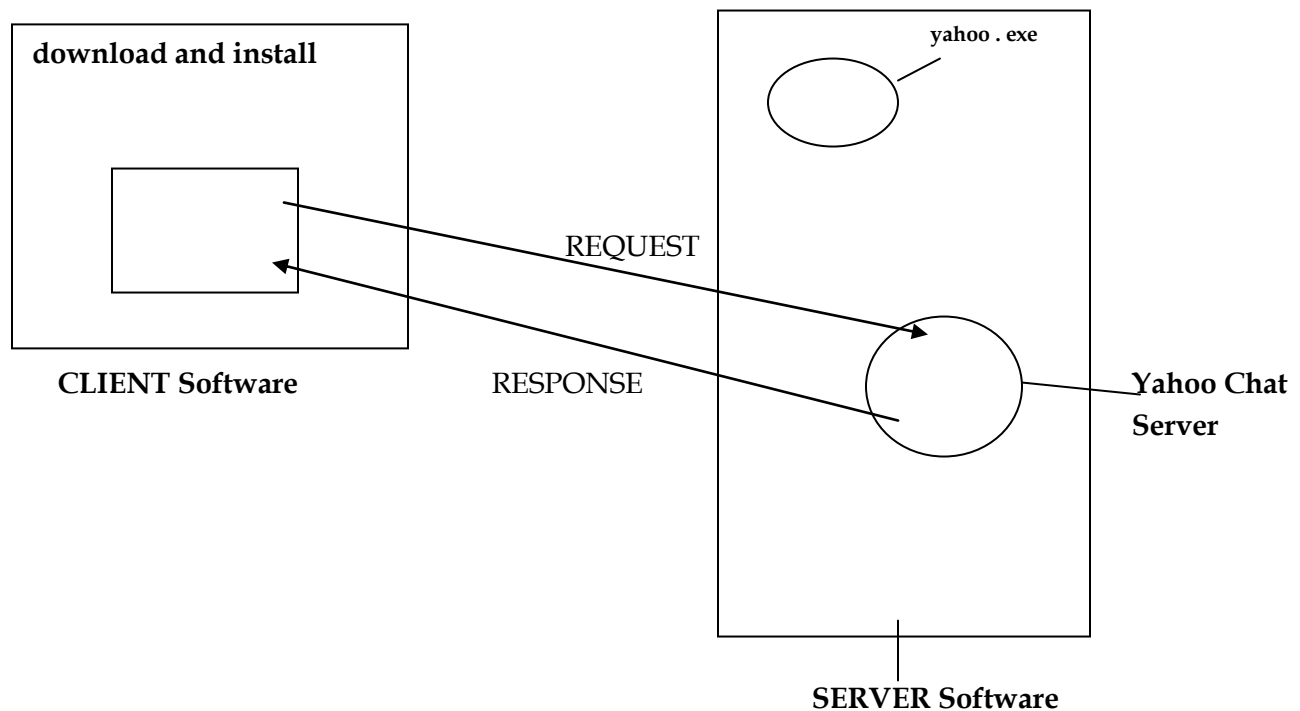 download and install
yahoo . exe
REQUEST
CLIENT Software
RESPONSE
Yahoo Chat
Server
SERVER Software